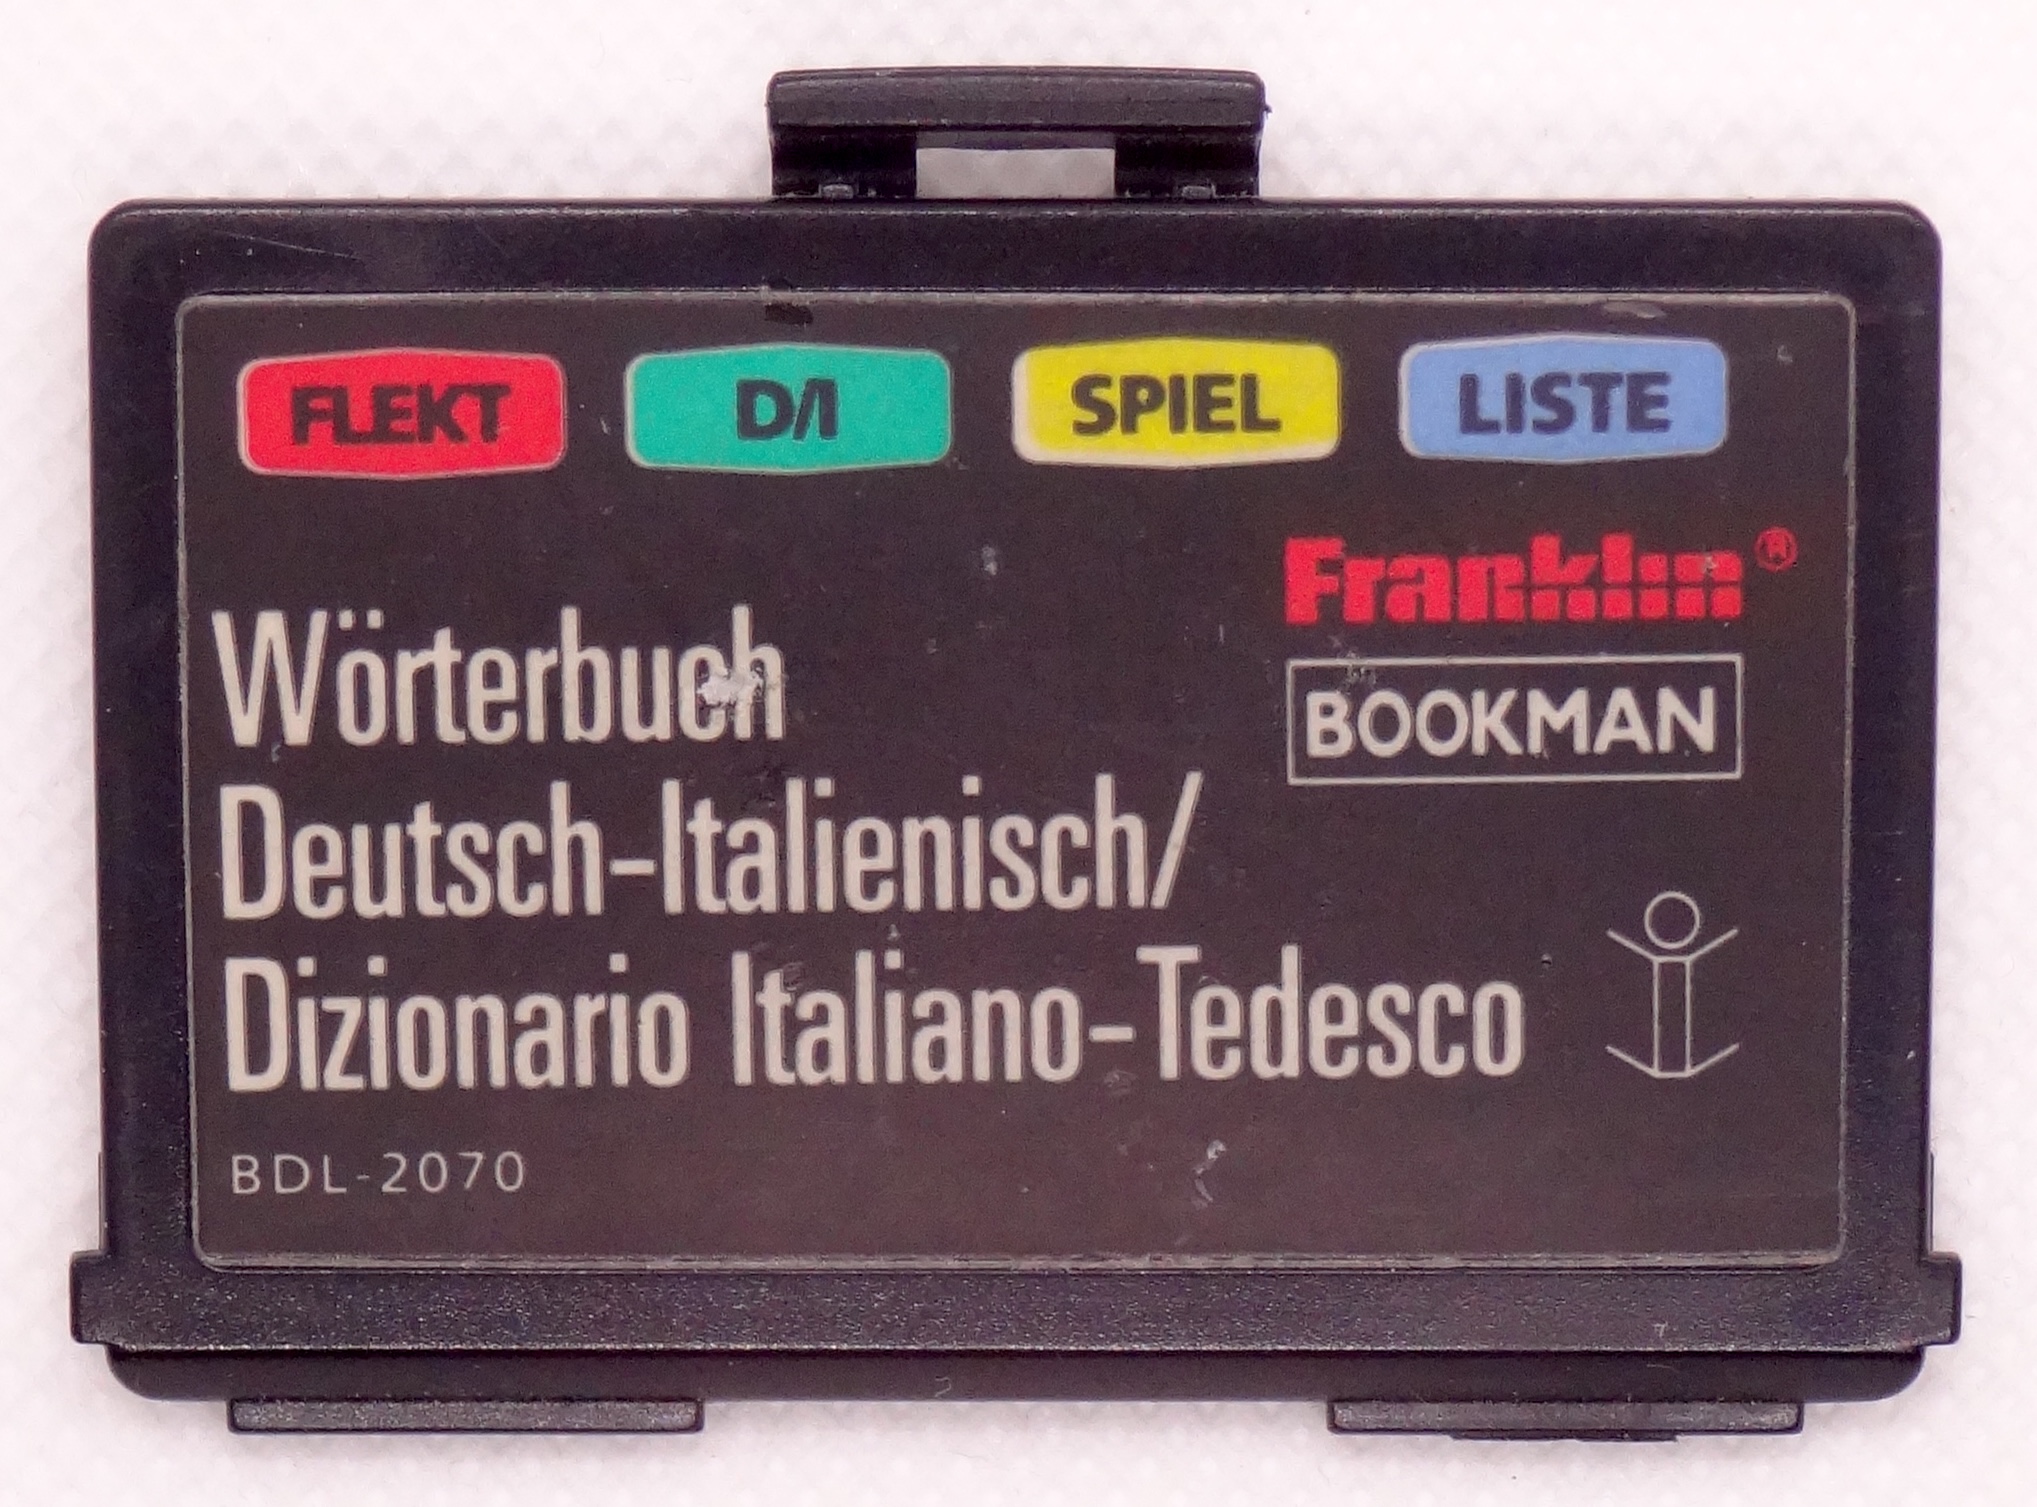 FLEKT D/I SPIEL LISTE
Franklin®
BOOKMAN
Wörterbuch
Deutsch-Italienisch/
Dizionario Italiano-Tedesco
BDL-2070